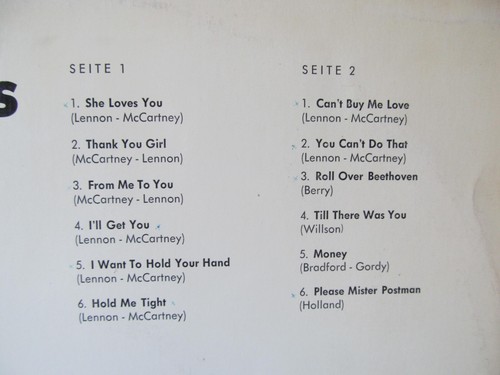 s
SEITE 1
1. She Loves You
(Lennon - McCartney)
2. Thank You Girl
(McCartney - Lennon)
3. From Me To You
(McCartney - Lennon)
4. I'll Get You
(Lennon - McCartney)
5. I Want To Hold Your Hand
(Lennon - McCartney)
6. Hold Me Tight
(Lennon - McCartney)
SEITE 2
1. Can't Buy Me Love
(Lennon - McCartney)
2. You Can't Do That
(Lennon - McCartney)
3. Roll Over Beethoven
(Berry)
4. Till There Was You
(Willson)
5. Money
(Bradford - Gordy)
6. Please Mister Postman
(Holland)